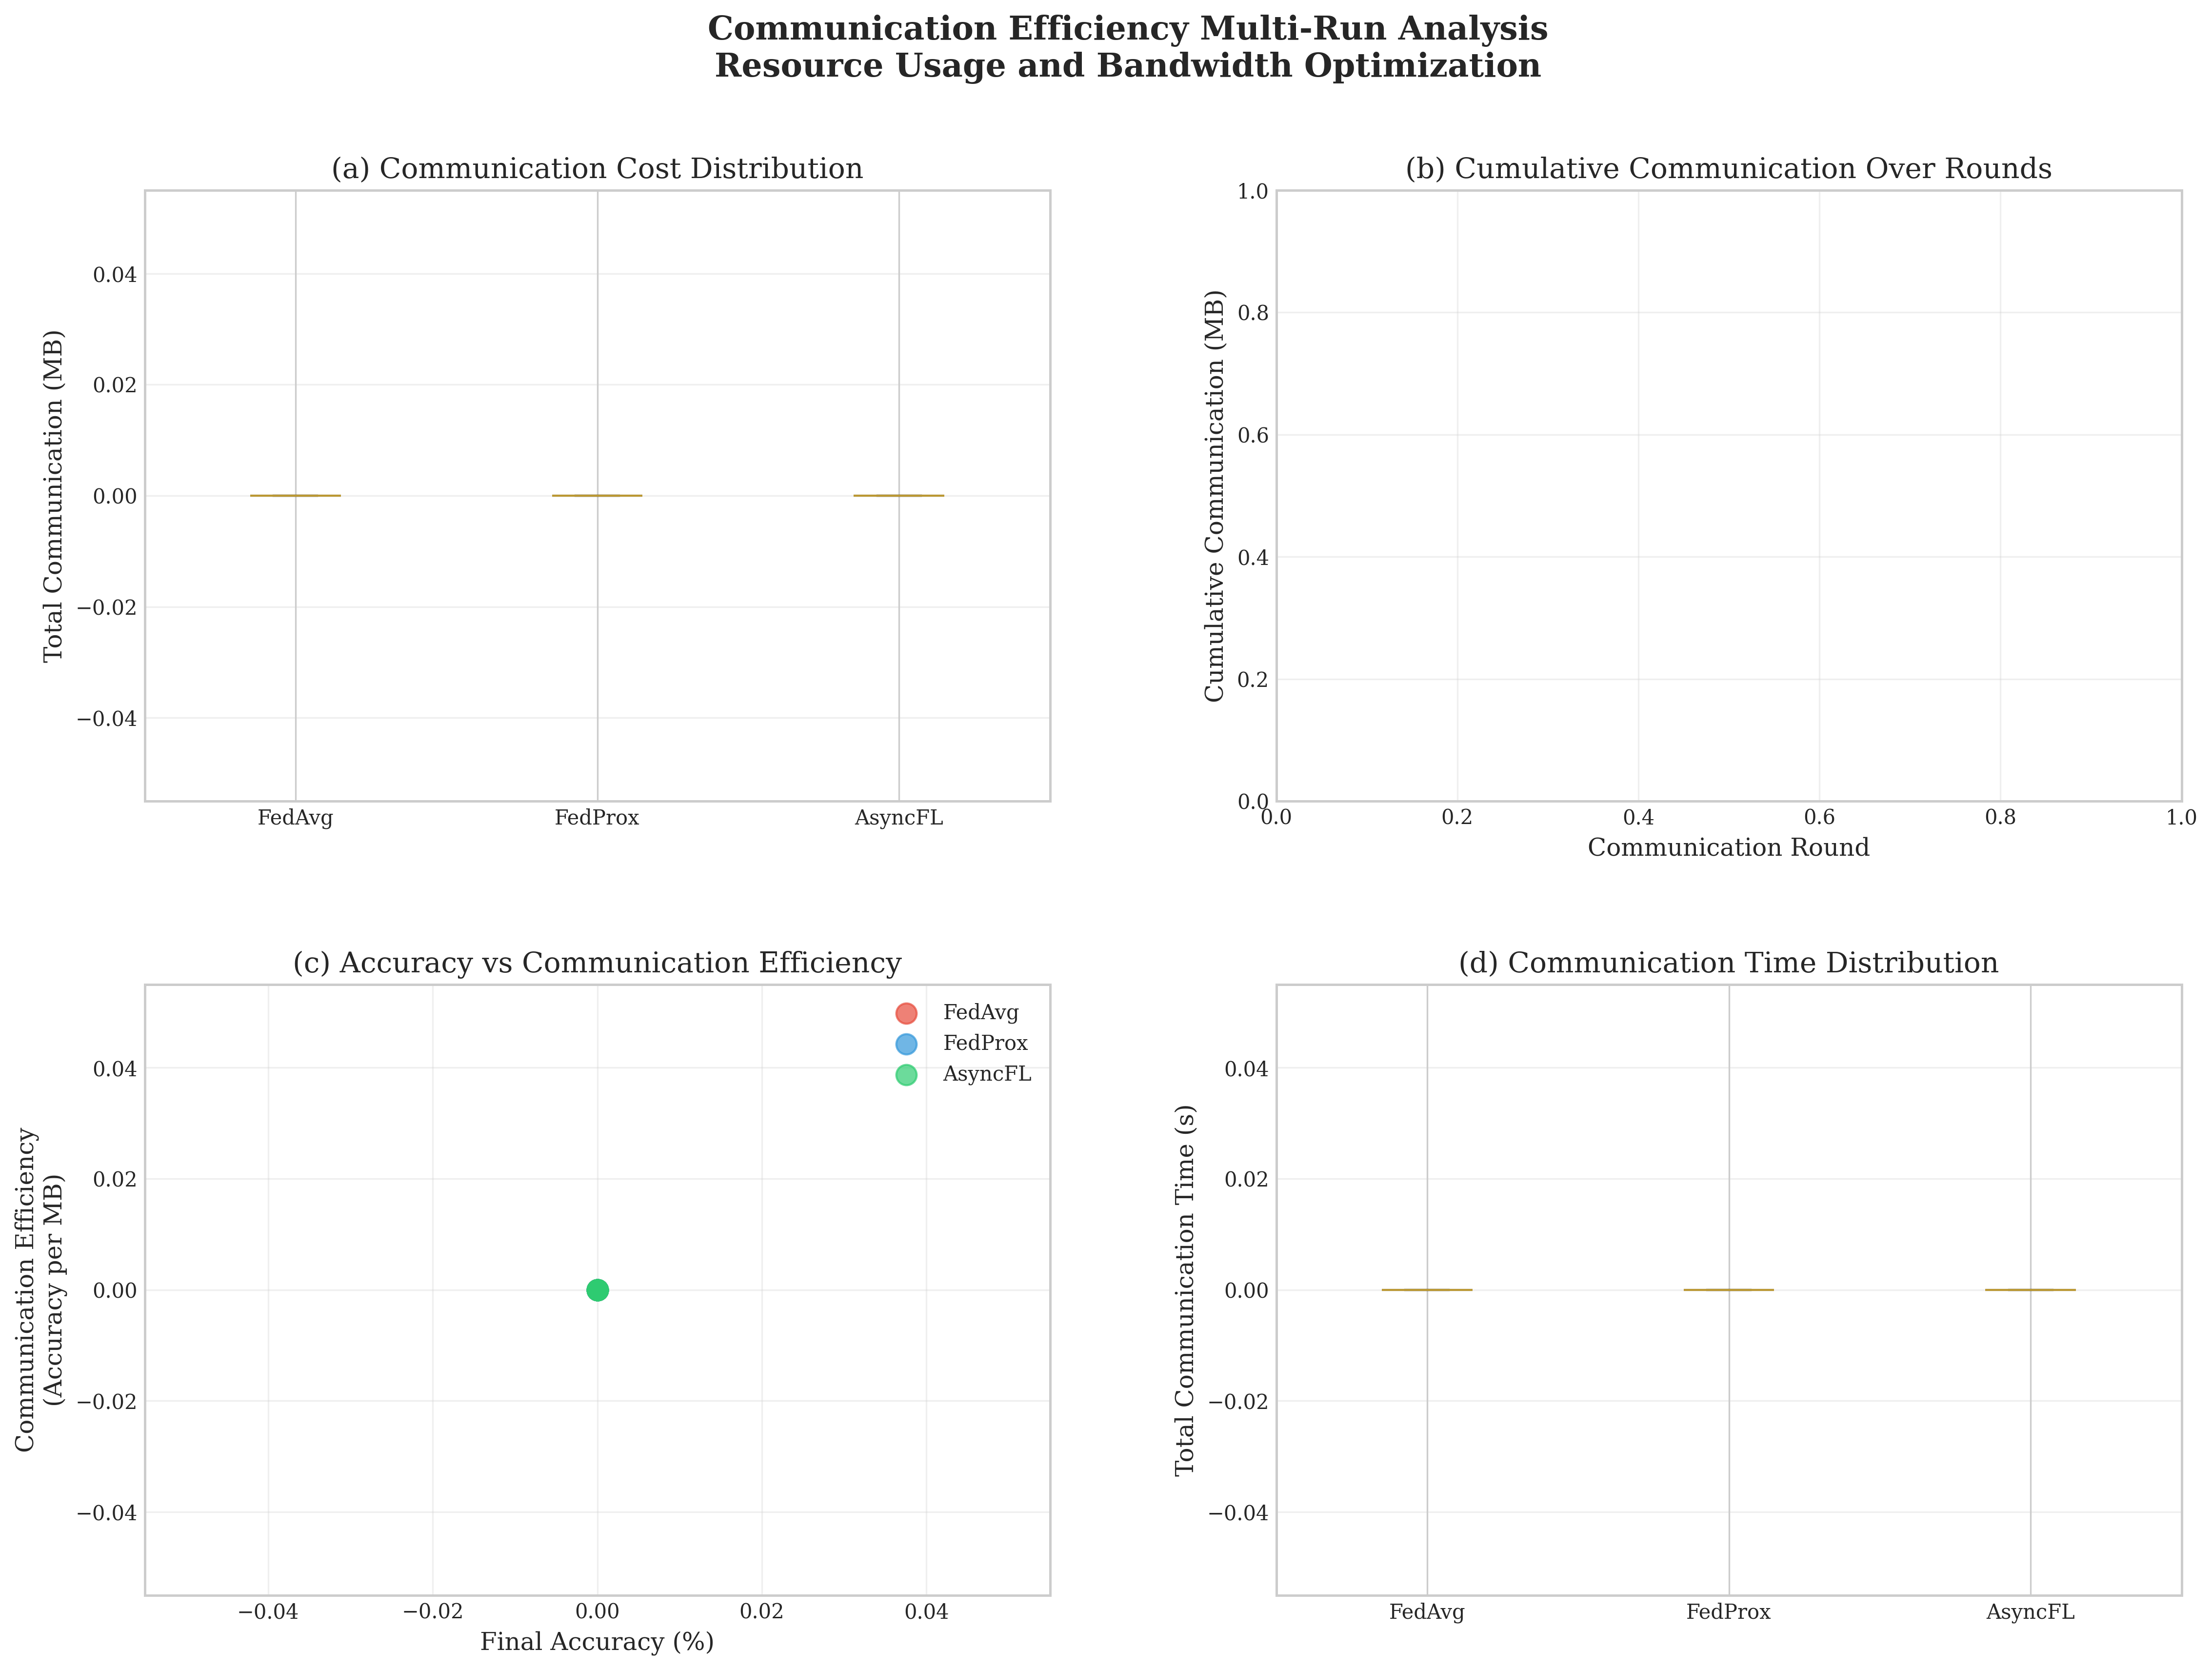 Communication Efficiency Multi-Run Analysis
Resource Usage and Bandwidth Optimization
(a) Communication Cost Distribution
Total Communication (MB)
0.04
0.02
0.00
−0.02
−0.04
FedAvg
FedProx
AsyncFL
(b) Cumulative Communication Over Rounds
Cumulative Communication (MB)
1.0
0.8
0.6
0.4
0.2
0.0
0.0
0.2
0.4
0.6
0.8
1.0
Communication Round
(c) Accuracy vs Communication Efficiency
Communication Efficiency
(Accuracy per MB)
0.04
0.02
0.00
−0.02
−0.04
FedAvg
FedProx
AsyncFL
−0.04
−0.02
0.00
0.02
0.04
Final Accuracy (%)
(d) Communication Time Distribution
Total Communication Time (s)
0.04
0.02
0.00
−0.02
−0.04
FedAvg
FedProx
AsyncFL